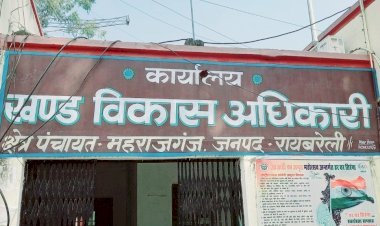 कार्यालय
खण्ड विकास अधिकारी
क्षेत्र पंचायत - महराजगंज, जनपद - रायबरेली